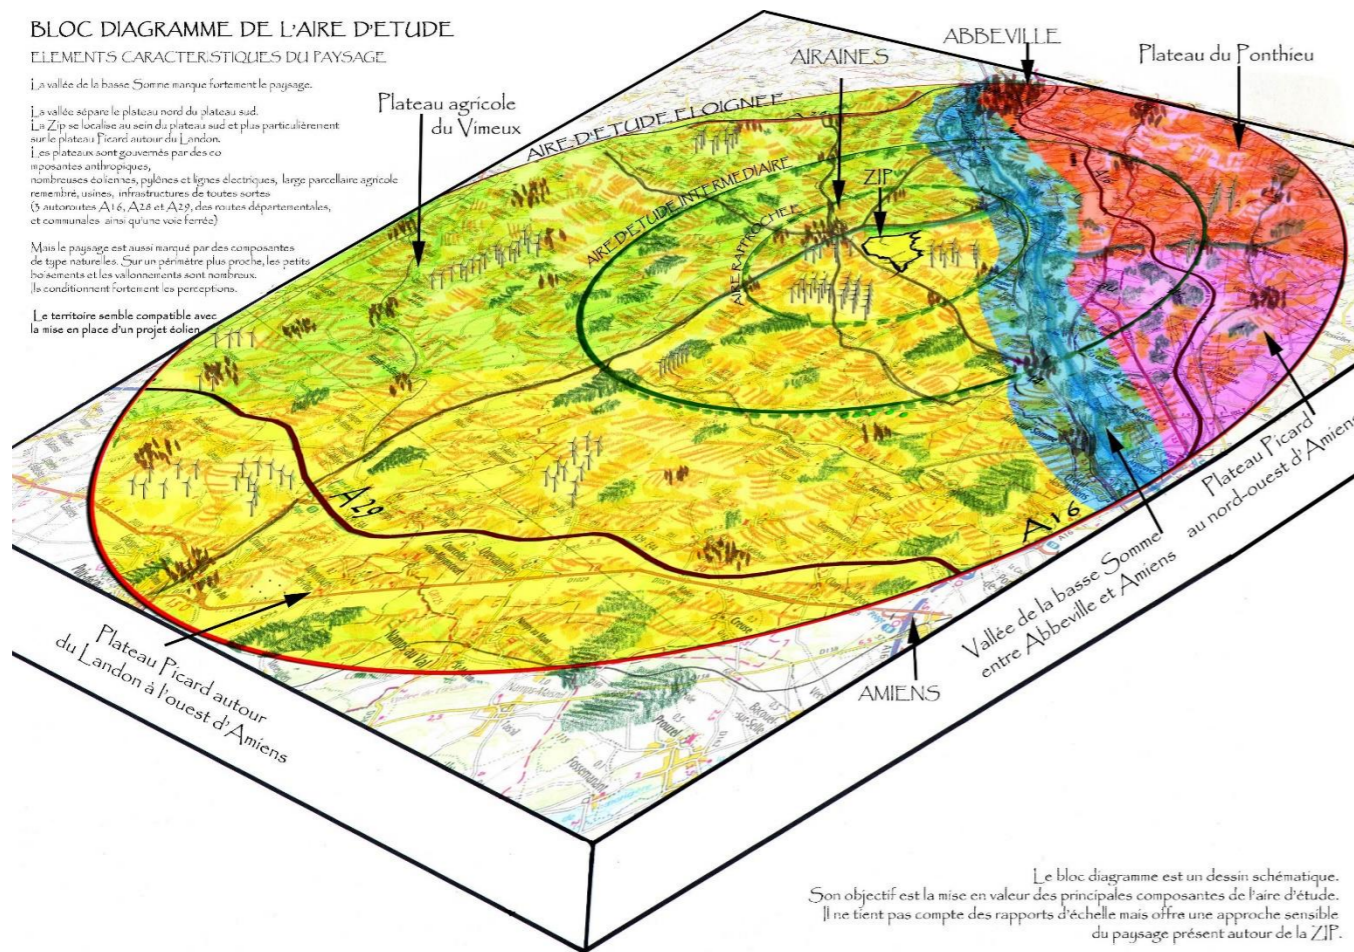 BLOC DIAGRAMME DE L'AIRE D'ETUDE
ELEMENTS CARACTERISTIQUES DU PAYSAGE
La vallée de la basse Somme marque fortement le paysage.
La vallée sépare le plateau nord du plateau sud.
La Zip se localise au sein du plateau sud et plus particulièrement
sur le plateau Picard autour du Landon.
Les plateaux sont gouvernés par des co
mposantes anthropiques,
nombreuses éoliennes, pylônes et lignes électriques, large parcellaire agricole
remembré, usines, infrastructures de toutes sortes
(3 autoroutes A16, A28 et A29, des routes départementales,
et communales ainsi qu'une voie ferrée)
Mais le paysage est aussi marqué par des composantes
de type naturelles. Sur un périmètre plus proche, les petits
boisements et les vallonnements sont nombreux.
Ils conditionnent fortement les perceptions.
Le territoire semble compatible avec
la mise en place d'un projet éolien
Plateau agricole
du Vimeux
AIRAINES
ABBEVILLE
Plateau du Ponthieu
AIRE D'ETUDE ELOIGNEE
AIRE D'ETUDE INTERMEDIAIRE
AIRE RAPPROCHEE
ZIP
A16
A29
A16
Plateau Picard autour
du Landon à l'ouest d'Amiens
AMIENS
Vallée de la basse Somme
entre Abbeville et Amiens
Plateau Picard
au nord-ouest d'Amiens
Namps-au-Val
Prouzel
Fossemanant
Le bloc diagramme est un dessin schématique.
Son objectif est la mise en valeur des principales composantes de l'aire d'étude.
Il ne tient pas compte des rapports d'échelle mais offre une approche sensible
du paysage présent autour de la ZIP.